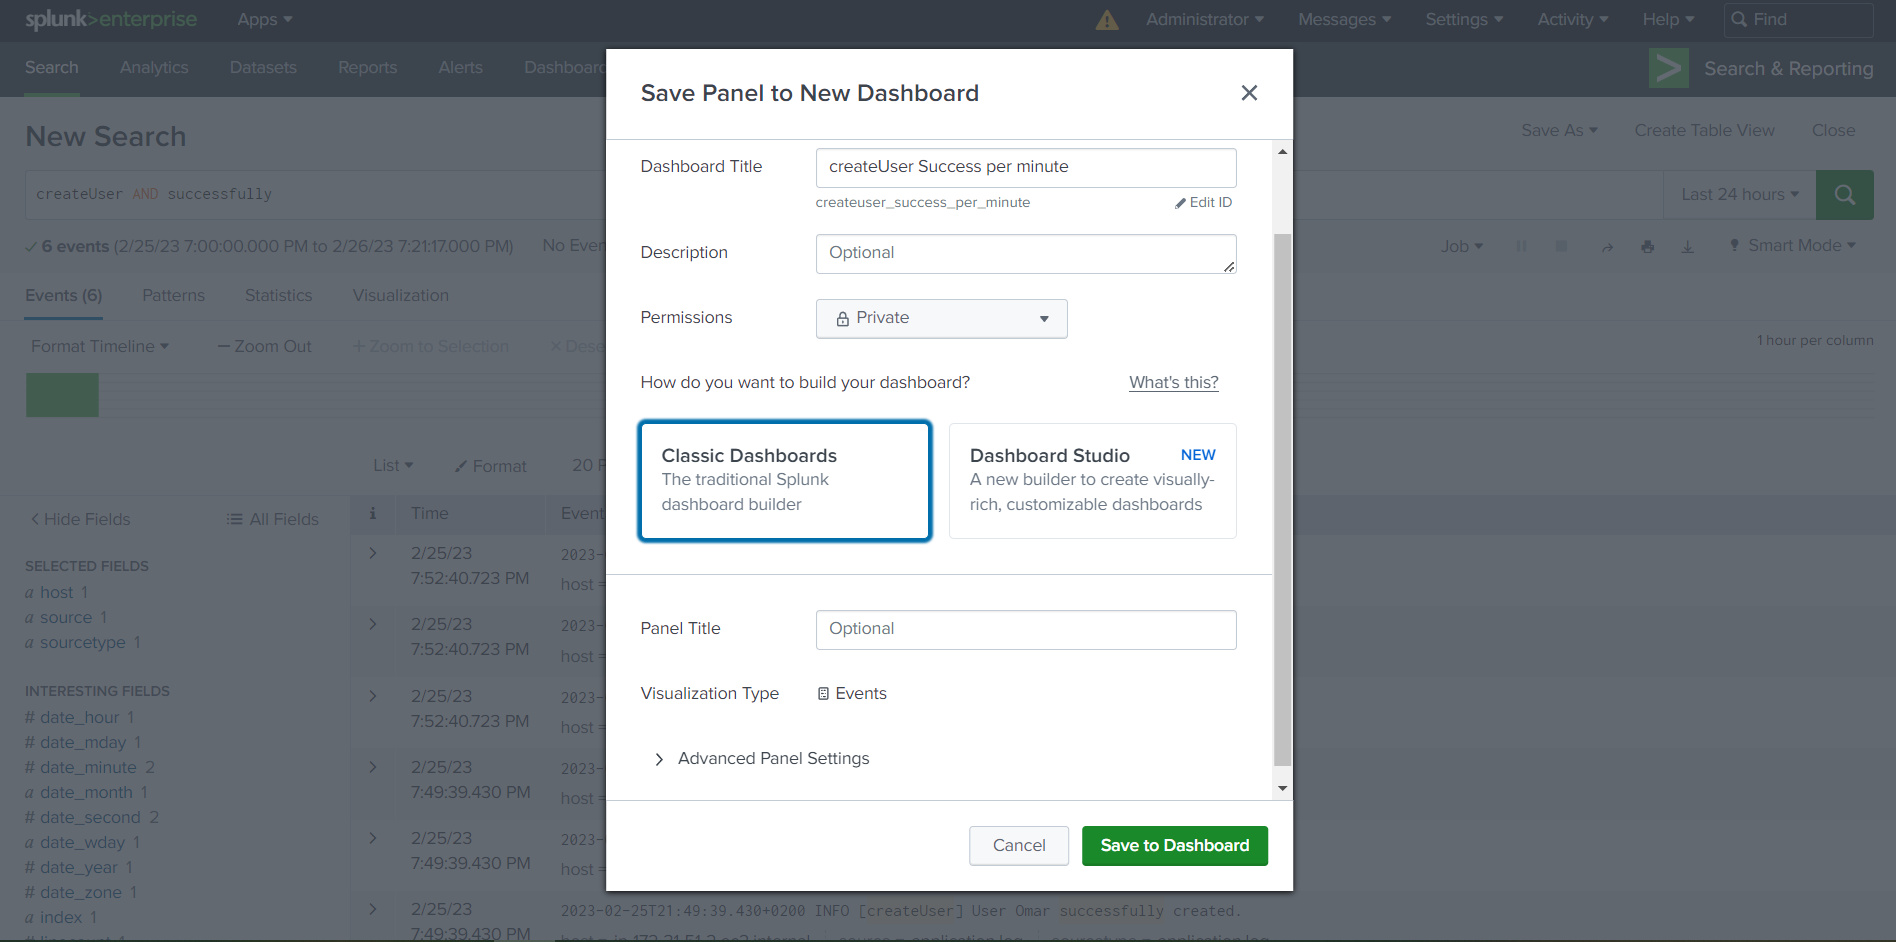 splunk>enterprise
Apps
Administrator
Messages
Settings
Activity
Help
Find
Search
Analytics
Datasets
Reports
Alerts
Search & Reporting
New Search
Save As
Create Table View
Close
createUser AND successfully
Last 24 hours
6 events (2/25/23 7:00:00.000 PM to 2/26/23 7:21:17.000 PM)
No
Job
Smart Mode
Events (6)
Patterns
Statistics
Visualization
Format Timeline
Zoom Out
+ Zoom to Selection
1 hour per column
List
Format
20
Hide Fields
All Fields
i
Time
Event
SELECTED FIELDS
a host 1
a source 1
a sourcetype 1
INTERESTING FIELDS
# date_hour 1
# date_mday 1
# date_minute 2
a date_month 1
# date_second 2
a date_wday 1
# date_year 1
# date_zone 1
a index 1
2/25/23
7:52:40.723 PM
2023-
host =
2/25/23
7:52:40.723 PM
2023-
host =
2/25/23
7:52:40.723 PM
2023-
host =
2/25/23
7:49:39.430 PM
2023-
host =
2/25/23
7:49:39.430 PM
2023-
host =
2/25/23
7:49:39.430 PM
2023-02-25T21:49:39.430+0200 INFO [createUser] User Omar successfully created.
Save Panel to New Dashboard
Dashboard Title
createUser Success per minute
createuser_success_per_minute
Edit ID
Description
Optional
Permissions
Private
How do you want to build your dashboard?
What's this?
Classic Dashboards
The traditional Splunk
dashboard builder
Dashboard Studio
NEW
A new builder to create visually-
rich, customizable dashboards
Panel Title
Optional
Visualization Type
Events
Advanced Panel Settings
Cancel
Save to Dashboard